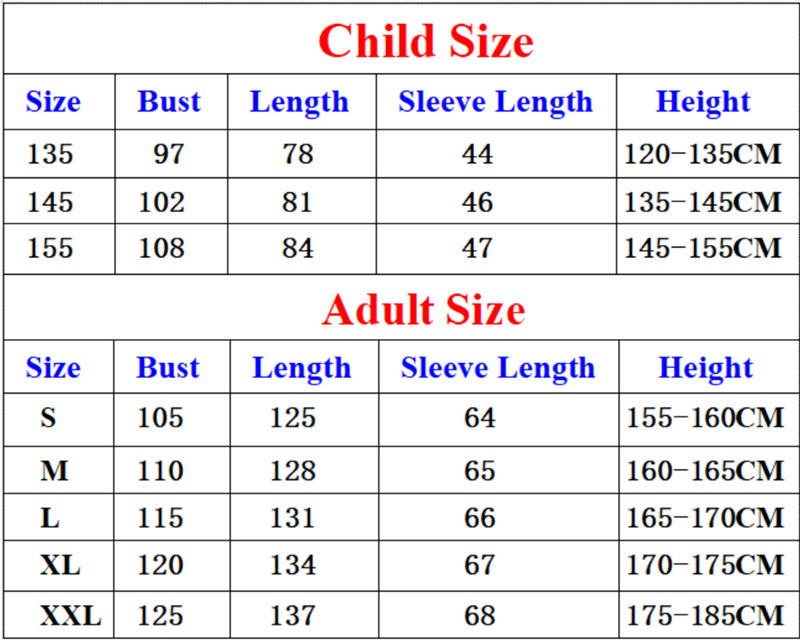 Child Size
Size Bust Length Sleeve Length Height
135 97 78 44 120-135CM
145 102 81 46 135-145CM
155 108 84 47 145-155CM
Adult Size
Size Bust Length Sleeve Length Height
S 105 125 64 155-160CM
M 110 128 65 160-165CM
L 115 131 66 165-170CM
XL 120 134 67 170-175CM
XXL 125 137 68 175-185CM